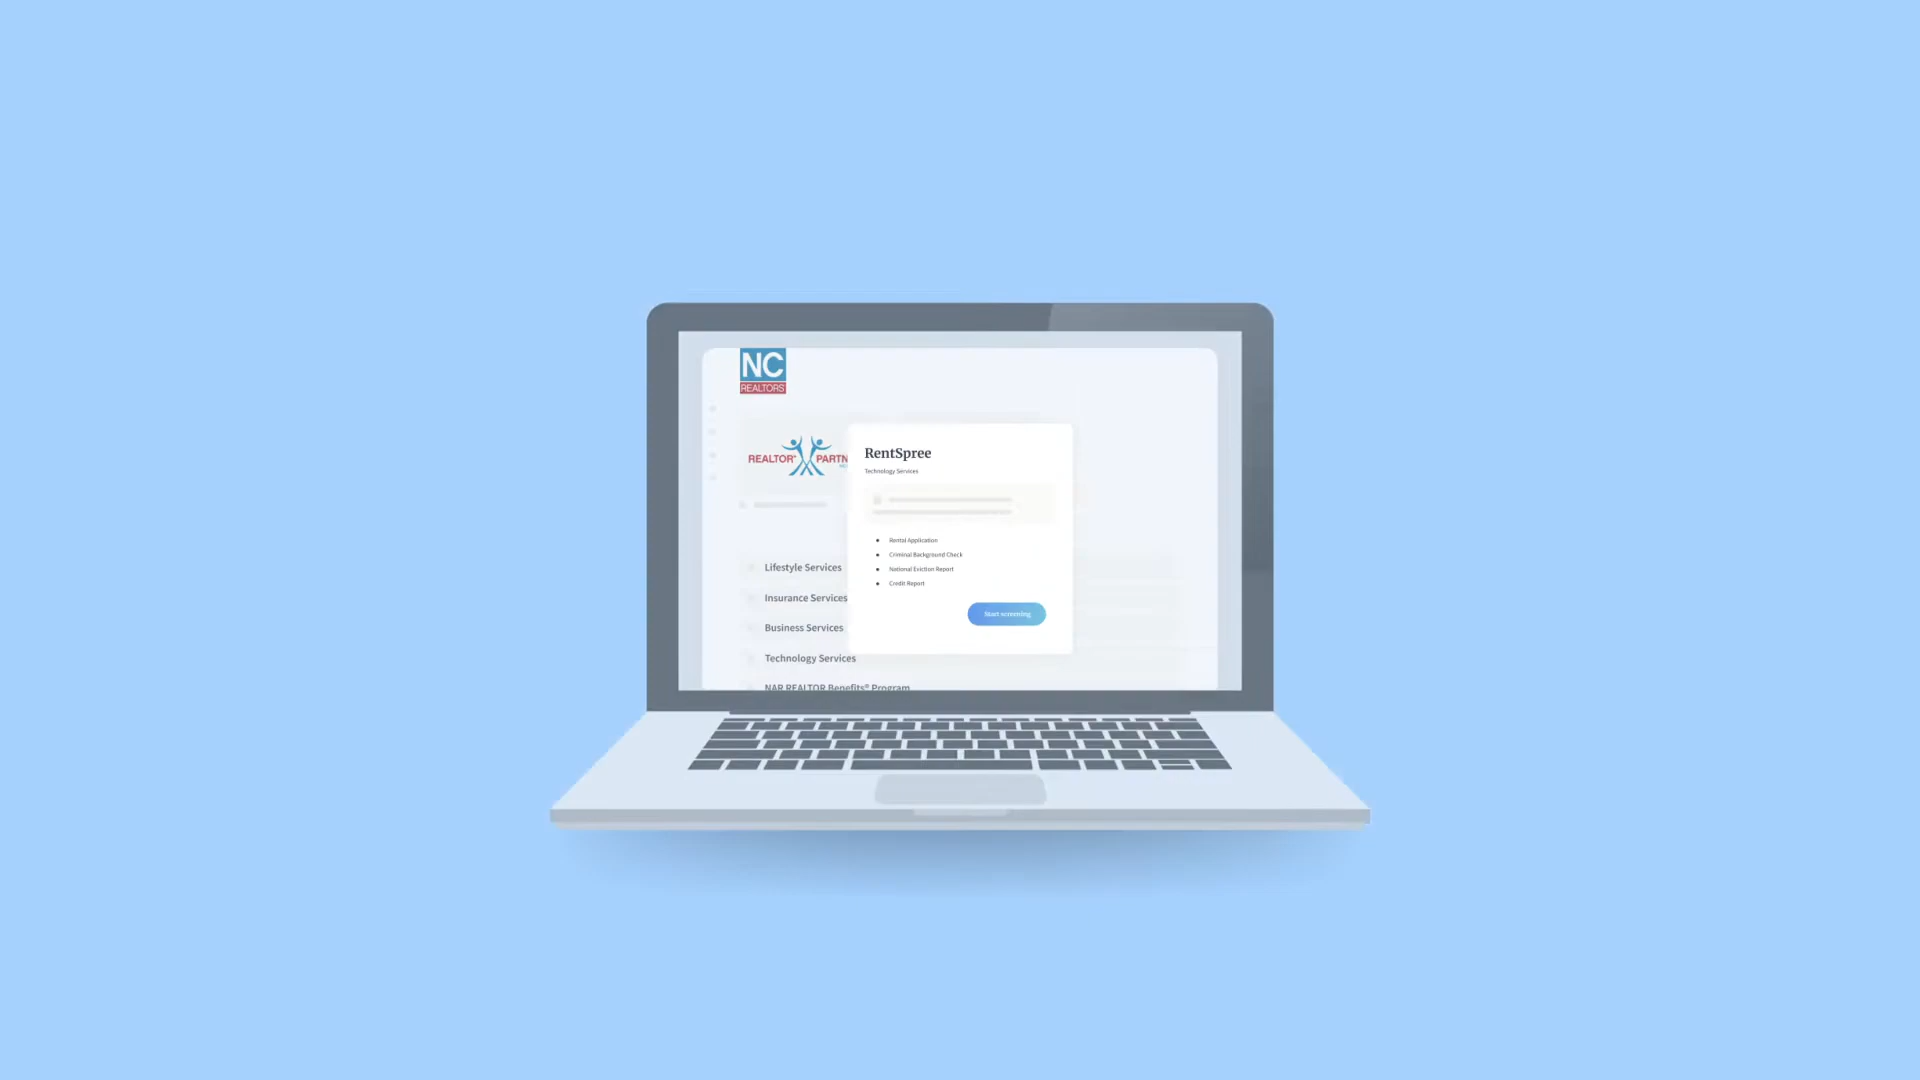 NC
REALTORS
REALTOR® PARTN
RentSpree
Technology Services
Rental Application
Criminal Background Check
National Eviction Report
Credit Report
Start screening
Lifestyle Services
Insurance Services
Business Services
Technology Services
NAR REALTOR Benefits® Program